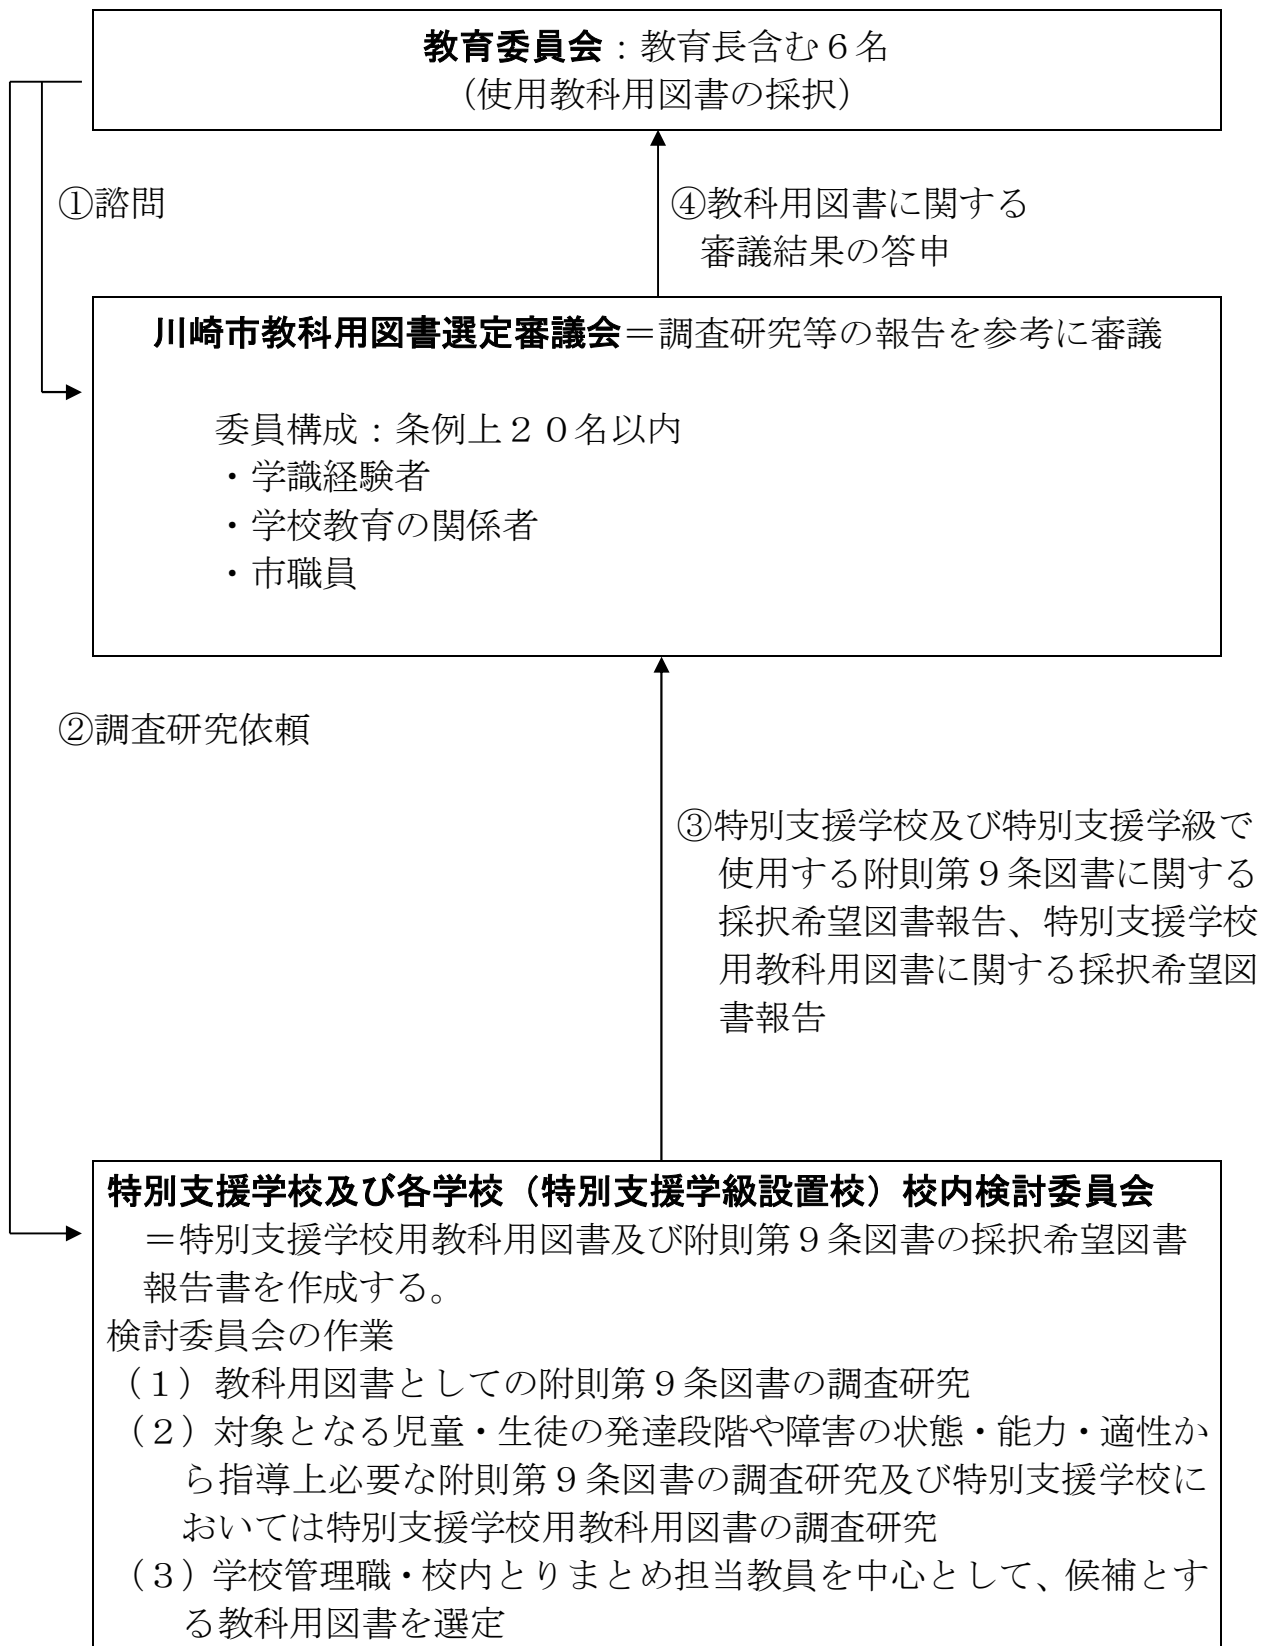 教育委員会：教育長含む６名
（使用教科用図書の採択）
①諮問
④教科用図書に関する
審議結果の答申
川崎市教科用図書選定審議会＝調査研究等の報告を参考に審議
委員構成：条例上２０名以内
・学識経験者
・学校教育の関係者
・市職員
②調査研究依頼
③特別支援学校及び特別支援学級で
使用する附則第９条図書に関する
採択希望図書報告、特別支援学校
用教科用図書に関する採択希望図
書報告
特別支援学校及び各学校（特別支援学級設置校）校内検討委員会
＝特別支援学校用教科用図書及び附則第９条図書の採択希望図書
報告書を作成する。
検討委員会の作業
（１）教科用図書としての附則第９条図書の調査研究
（２）対象となる児童・生徒の発達段階や障害の状態・能力・適性か
ら指導上必要な附則第９条図書の調査研究及び特別支援学校に
おいては特別支援学校用教科用図書の調査研究
（３）学校管理職・校内とりまとめ担当教員を中心として、候補とす
る教科用図書を選定